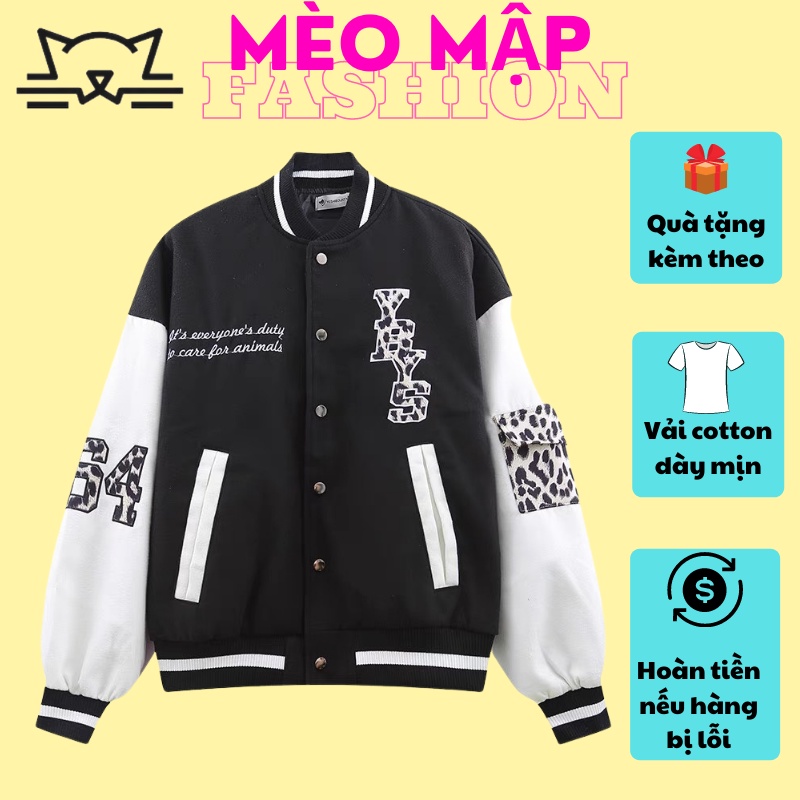 MÈO MẬP
FASHION
Quà tặng
kèm theo
It's everyone's duty
to care for animals
Y
B
Y
S
64
Vải cotton
dày mịn
$
Hoàn tiền
nếu hàng
bị lỗi